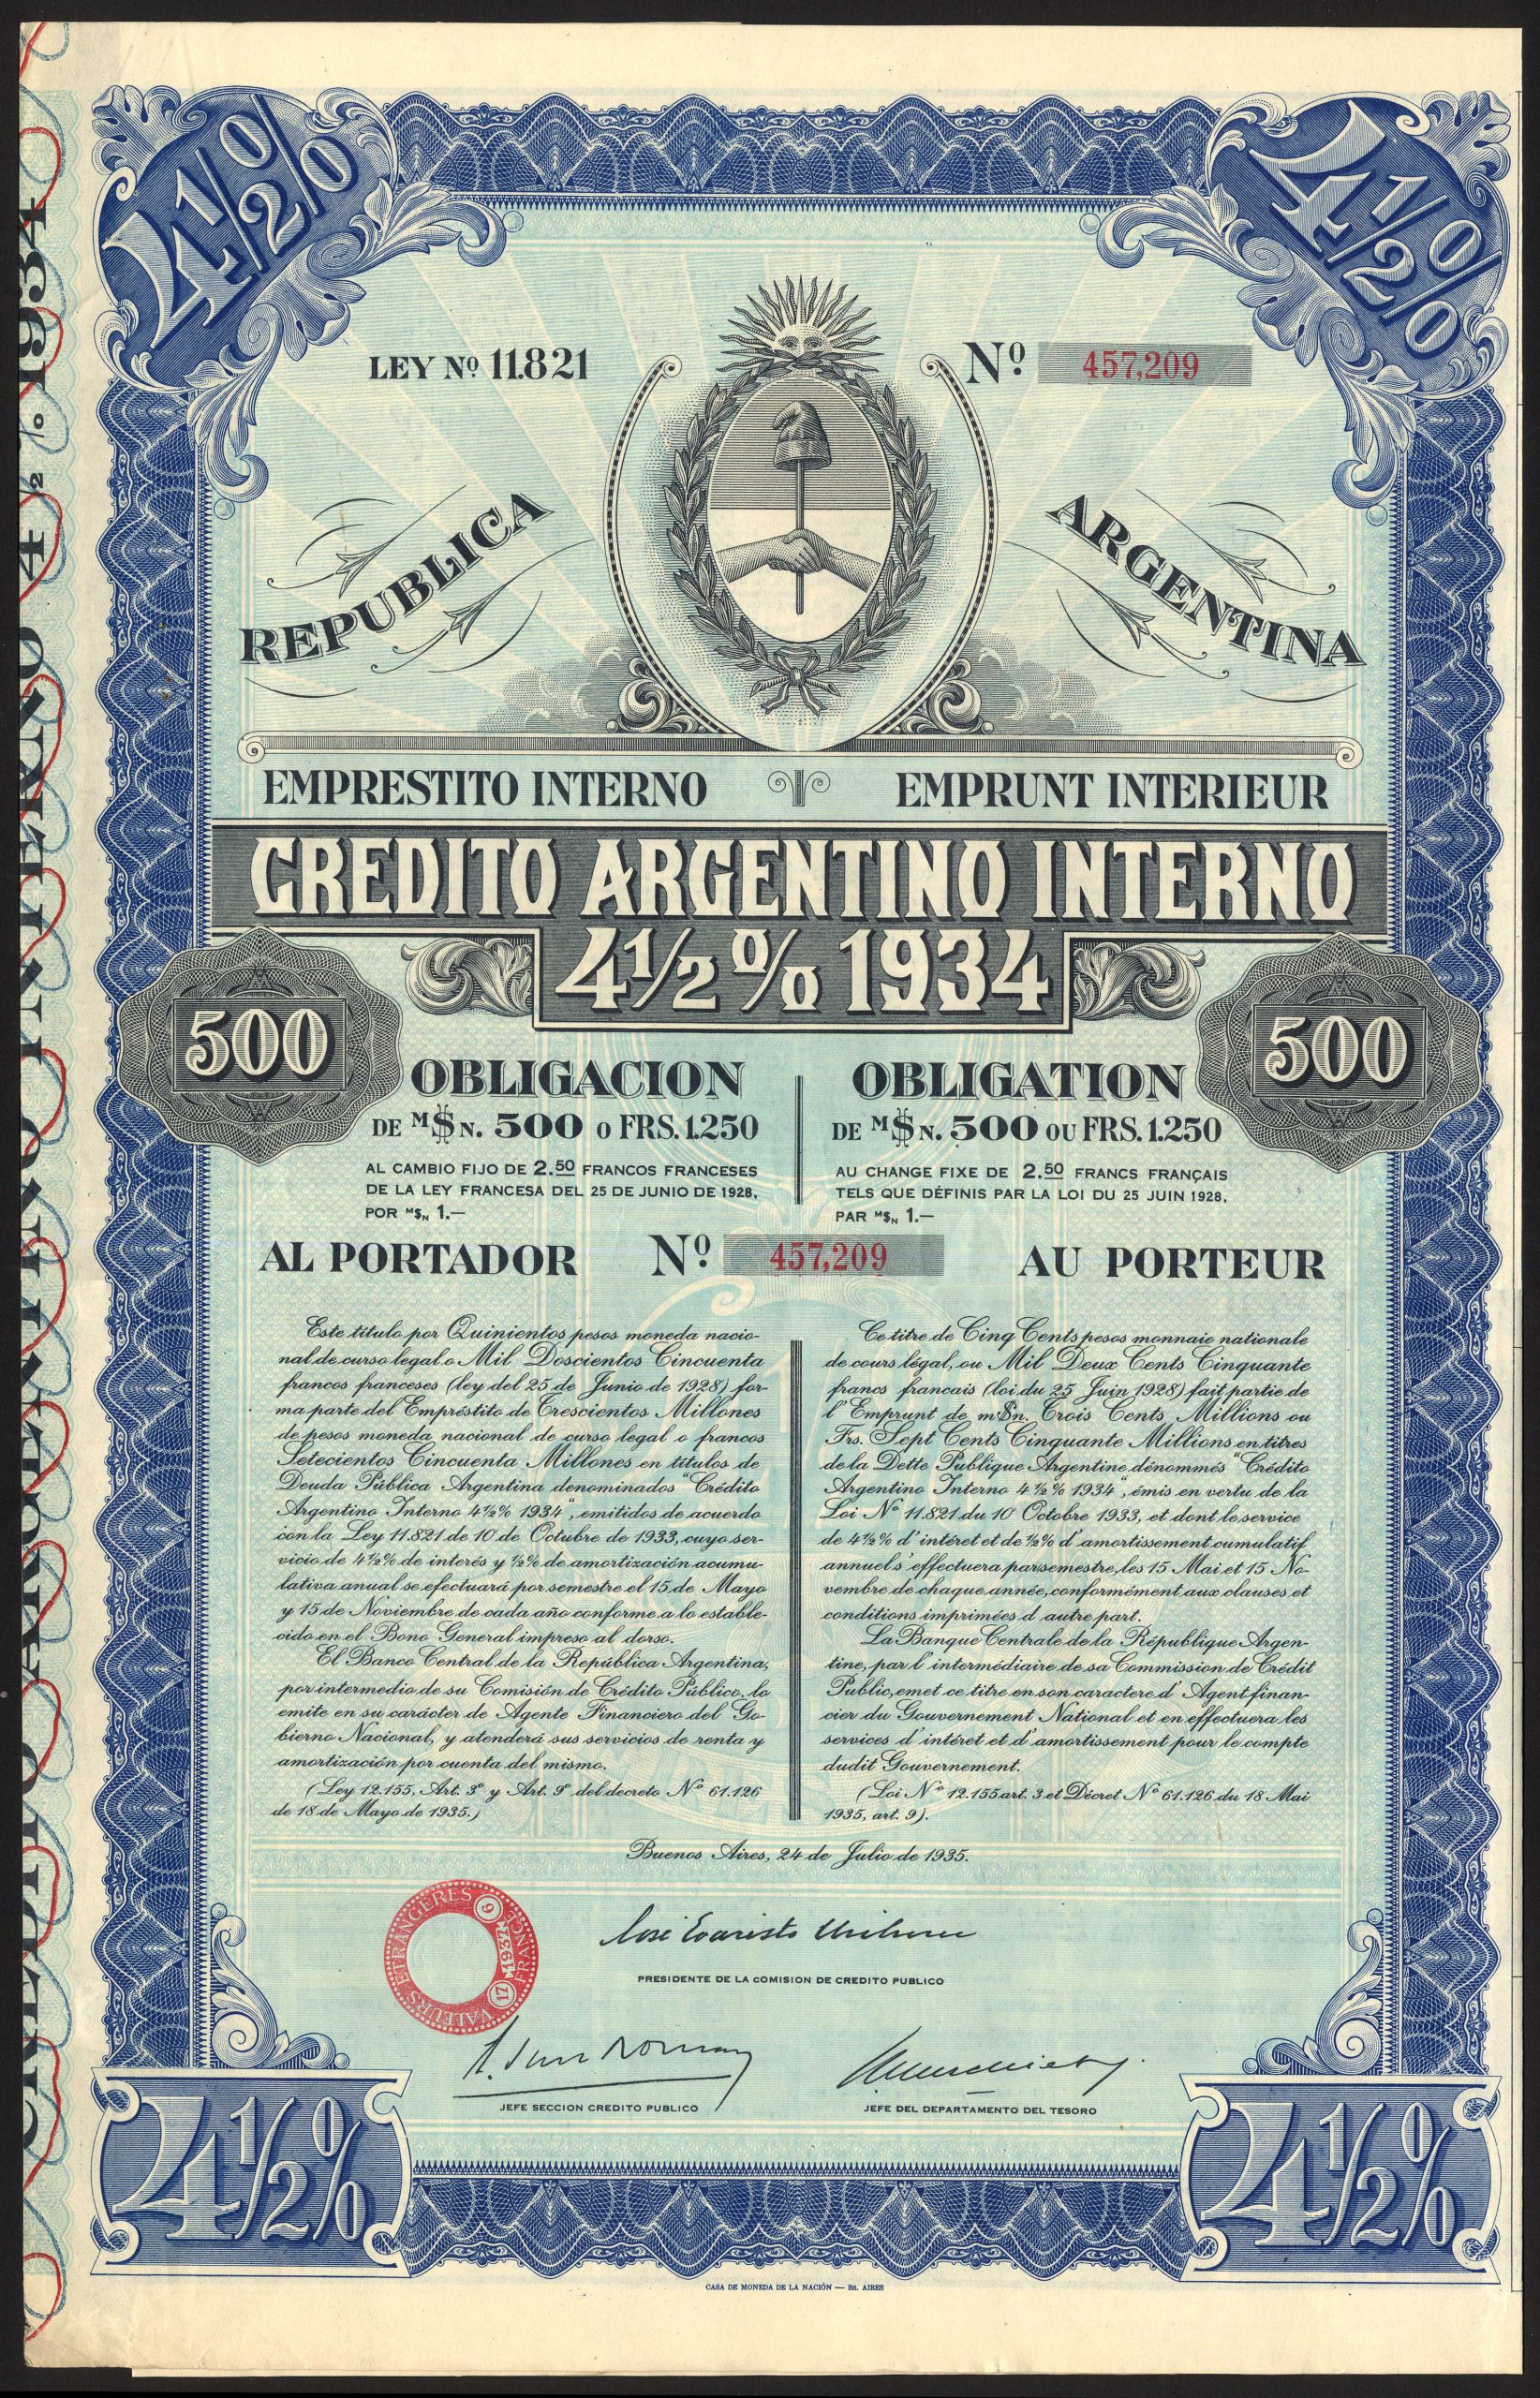 4½%
4½%
LEY Nº 11.821
Nº 457,209
REPUBLICA
ARGENTINA
EMPRESTITO INTERNO
EMPRUNT INTERIEUR
CREDITO ARGENTINO INTERNO
4½% 1934
500
500
OBLIGACION
DE M$N. 500 O FRS. 1.250
AL CAMBIO FIJO DE 2.50 FRANCOS FRANCESES
DE LA LEY FRANCESA DEL 25 DE JUNIO DE 1928,
POR M$N 1.—
OBLIGATION
DE M$N. 500 OU FRS. 1.250
AU CHANGE FIXE DE 2.50 FRANCS FRANÇAIS
TELS QUE DÉFINIS PAR LA LOI DU 25 JUIN 1928,
PAR M$N 1.—
AL PORTADOR
Nº 457,209
AU PORTEUR
Este título por Quinientos pesos moneda nacio-
nal de curso legal o Mil Doscientos Cincuenta
francos franceses (ley del 25 de Junio de 1928) for-
ma parte del Empréstito de Trescientos Millones
de pesos moneda nacional de curso legal o francos
Setecientos Cincuenta Millones en títulos de
Deuda Pública Argentina denominados "Crédito
Argentino Interno 4½% 1934", emitidos de acuerdo
con la Ley 11.821 de 10 de Octubre de 1933, cuyo ser-
vicio de 4½% de interés y ½% de amortización acumu-
lativa anual se efectuará por semestre el 15 de Mayo
y 15 de Noviembre de cada año conforme a lo estable-
cido en el Bono General impreso al dorso.
El Banco Central de la República Argentina,
por intermedio de su Comisión de Crédito Público, lo
emite en su carácter de Agente Financiero del Go-
bierno Nacional, y atenderá sus servicios de renta y
amortización por cuenta del mismo.
(Ley 12.155, Art. 3º y Art. 9º del decreto Nº 61.126
de 18 de Mayo de 1935.)
Ce titre de Cinq Cents pesos monnaie nationale
de cours légal, ou Mil Deux Cents Cinquante
francs francais (loi du 25 Juin 1928) fait partie de
l'Emprunt de m$n. Trois Cents Millions ou
Frs. Sept Cents Cinquante Millions en titres
de la Dette Publique Argentine dénommés "Crédito
Argentino Interno 4½% 1934", émis en vertu de la
Loi Nº 11.821 du 10 Octobre 1933, et dont le service
de 4½% d'intéret et de ½% d'amortissement cumulatif
annuel s'effectuera par semestre, les 15 Mai et 15 No-
vembre de chaque année, conformément aux clauses et
conditions imprimées d'autre part.
La Banque Centrale de la République Argen-
tine, par l'intermédiaire de sa Commission de Crédit
Public, emet ce titre en son caractere d'Agent finan-
cier du Gouvernement National et en effectuera les
services d'intéret et d'amortissement pour le compte
dudit Gouvernement.
(Loi Nº 12.155 art. 3 et Décret Nº 61.126 du 18 Mai
1935, art. 9).
Buenos Aires, 24 de Julio de 1935.
VALEURS ETRANGERES 6 FRANCE M1934M 17
José Evaristo Uriburu
PRESIDENTE DE LA COMISION DE CREDITO PUBLICO
JEFE SECCION CREDITO PUBLICO
JEFE DEL DEPARTAMENTO DEL TESORO
4½%
4½%
CASA DE MONEDA DE LA NACIÓN — BS. AIRES
CREDITO ARGENTINO INTERNO 4½% 1934